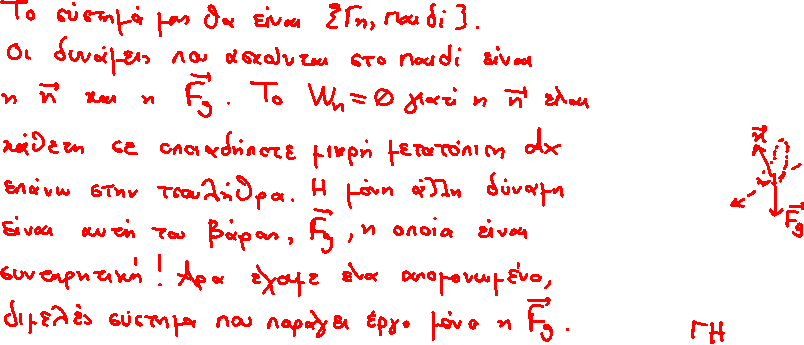 Το σύστημά μας θα είναι {Γη, παιδί}.
Οι δυνάμεις που ασκούνται στο παιδί είναι
η n⃗ και η F⃗g. Το Wn=0 γιατί η n⃗ είναι
κάθετη σε οποιαδήποτε μικρή μετατόπιση dx
επάνω στην τσουλήθρα. Η μόνη άλλη δύναμη
είναι αυτή του βάρους, F⃗g, η οποία είναι
συντηρητική! Άρα έχουμε ένα απομονωμένο,
διμελές σύστημα που παράγει έργο μόνο η F⃗g.
n⃗
F⃗g
ΓΗ